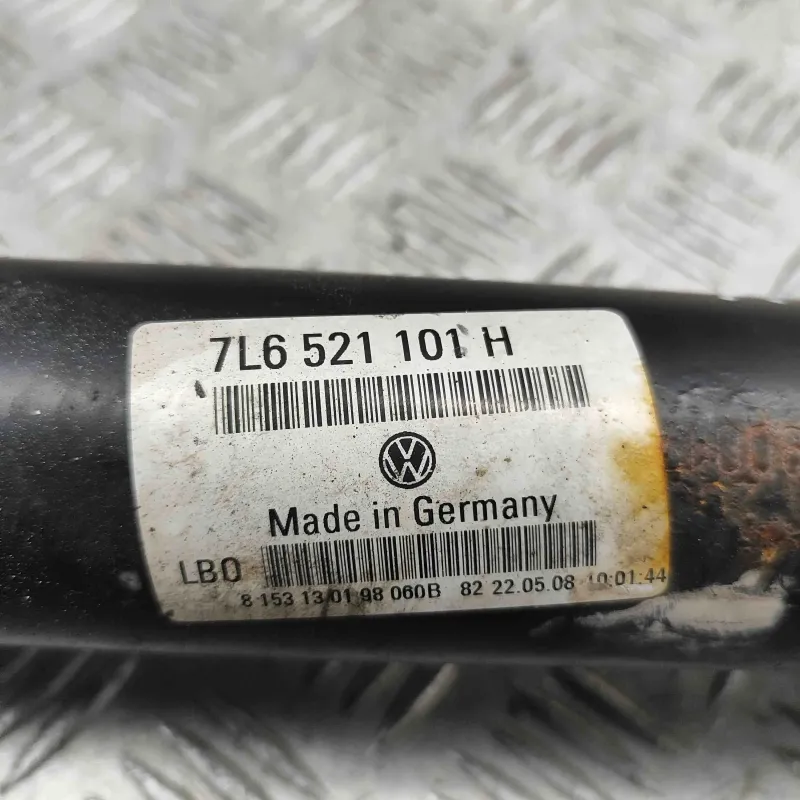 7L6 521 101 H
VW
Made in Germany
LBO
8 153 13 01 98 060B 82 22.05.08 10:01:44